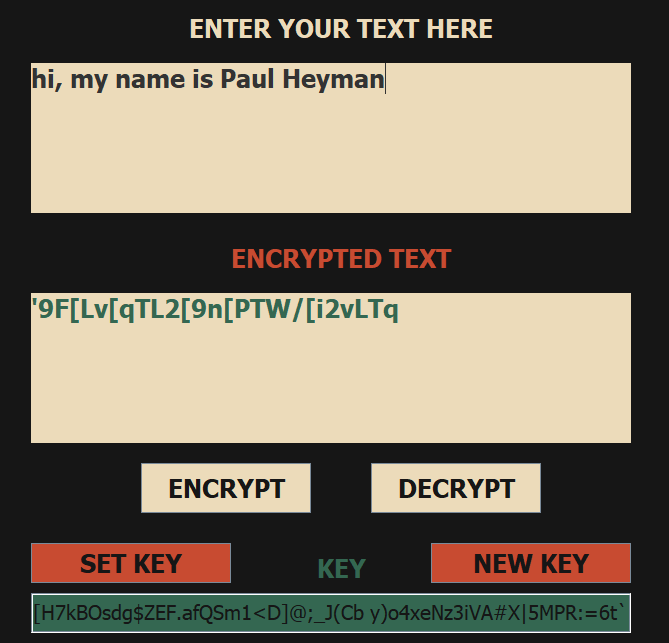 ENTER YOUR TEXT HERE
hi, my name is Paul Heyman
ENCRYPTED TEXT
'9F[Lv[qTL2[9n[PTW/[i2vLTq
ENCRYPT DECRYPT
SET KEY KEY NEW KEY
[H7kBOsdg$ZEF.afQSm1<D]@;_J(Cb y)o4xeNz3iVA#X|5MPR:=6t`